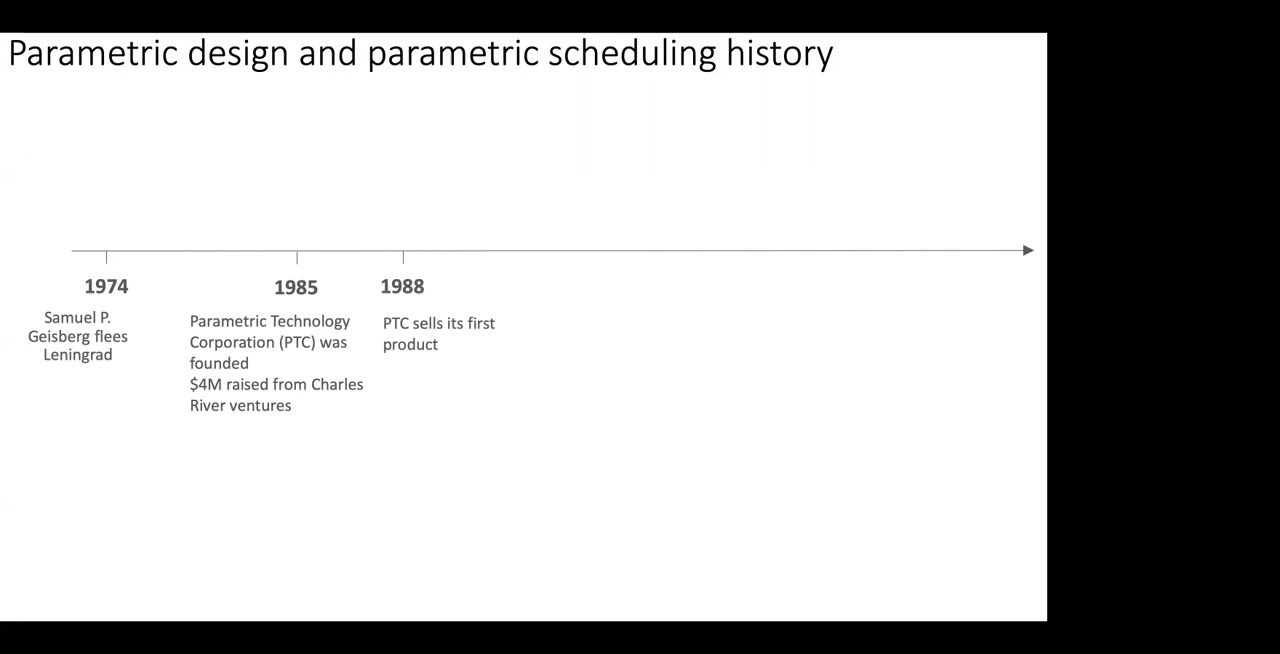 Parametric design and parametric scheduling history
1974
Samuel P.
Geisberg flees
Leningrad
1985
Parametric Technology
Corporation (PTC) was
founded
$4M raised from Charles
River ventures
1988
PTC sells its first
product